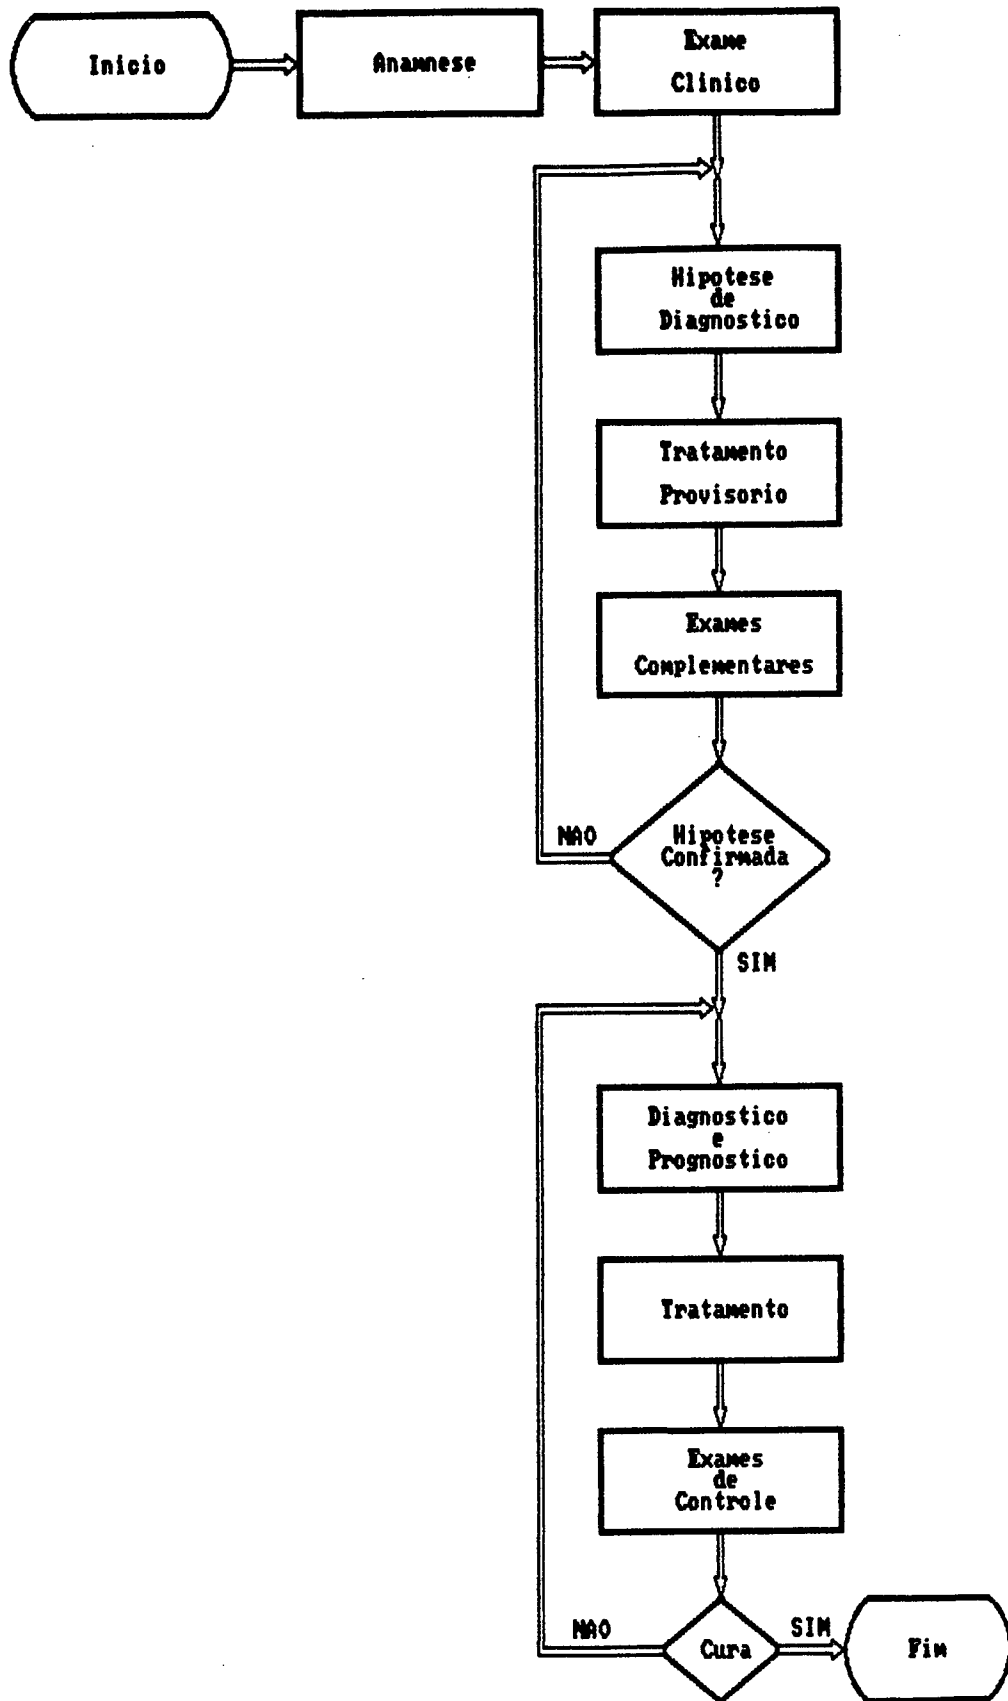 Inicio
Anamnese
Exame
Clinico
Hipotese
de
Diagnostico
Tratamento
Provisorio
Exames
Complementares
Hipotese
Confirmada
?
NAO
SIM
Diagnostico
e
Prognostico
Tratamento
Exames
de
Controle
Cura
NAO
SIM
Fim